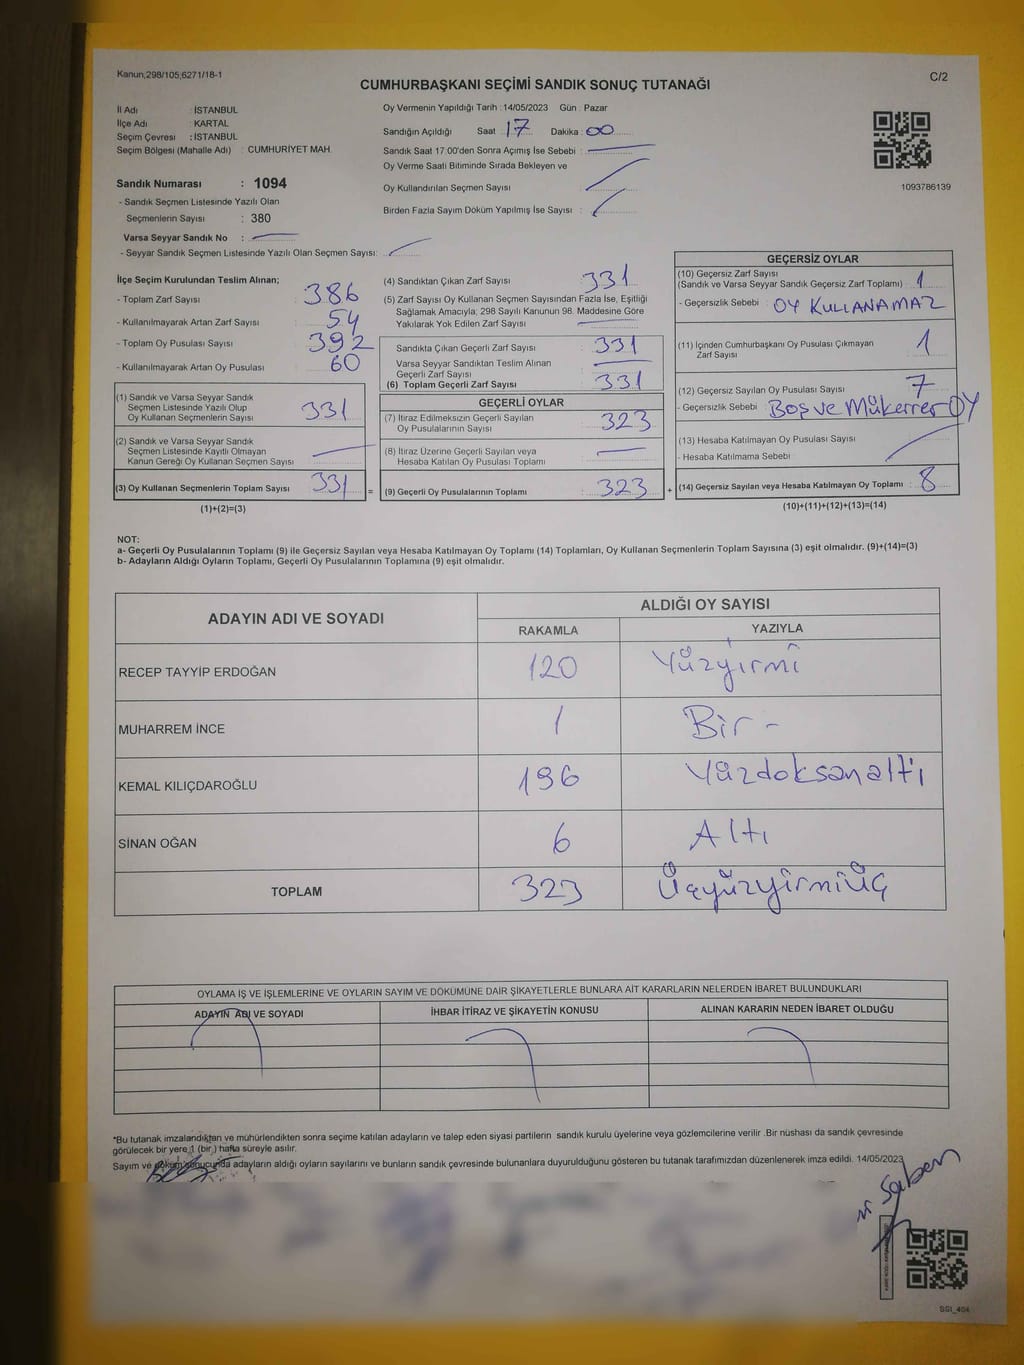 Kanun;298/105;6271/18-1
C/2
CUMHURBAŞKANI SEÇİMİ SANDIK SONUÇ TUTANAĞI
İl Adı : İSTANBUL
İlçe Adı : KARTAL
Seçim Çevresi : İSTANBUL
Seçim Bölgesi (Mahalle Adı) : CUMHURİYET MAH.
Sandık Numarası : 1094
- Sandık Seçmen Listesinde Yazılı Olan
Seçmenlerin Sayısı : 380
Varsa Seyyar Sandık No :
- Seyyar Sandık Seçmen Listesinde Yazılı Olan Seçmen Sayısı:
Oy Vermenin Yapıldığı Tarih : 14/05/2023 Gün : Pazar
Sandığın Açıldığı Saat 17 Dakika : 00
Sandık Saat 17:00'den Sonra Açımış İse Sebebi :
Oy Verme Saati Bitiminde Sırada Bekleyen ve
Oy Kullandırılan Seçmen Sayısı :
Birden Fazla Sayım Döküm Yapılmış İse Sayısı :
1093786139
İlçe Seçim Kurulundan Teslim Alınan;
- Toplam Zarf Sayısı : 386
- Kullanılmayarak Artan Zarf Sayısı : 54
- Toplam Oy Pusulası Sayısı : 392
- Kullanılmayarak Artan Oy Pusulası : 60
(1) Sandık ve Varsa Seyyar Sandık
Seçmen Listesinde Yazılı Olup
Oy Kullanan Seçmenlerin Sayısı : 331
(2) Sandık ve Varsa Seyyar Sandık
Seçmen Listesinde Kayıtlı Olmayan
Kanun Gereği Oy Kullanan Seçmen Sayısı
(3) Oy Kullanan Seçmenlerin Toplam Sayısı : 331 =
(1)+(2)=(3)
(4) Sandıktan Çıkan Zarf Sayısı : 331
(5) Zarf Sayısı Oy Kullanan Seçmen Sayısından Fazla İse, Eşitliği
Sağlamak Amacıyla; 298 Sayılı Kanunun 98. Maddesine Göre
Yakılarak Yok Edilen Zarf Sayısı :
Sandıkta Çıkan Geçerli Zarf Sayısı : 331
Varsa Seyyar Sandıktan Teslim Alınan
Geçerli Zarf Sayısı :
(6) Toplam Geçerli Zarf Sayısı : 331
GEÇERLİ OYLAR
(7) İtiraz Edilmeksizin Geçerli Sayılan
Oy Pusulalarının Sayısı : 323
(8) İtiraz Üzerine Geçerli Sayılan veya
Hesaba Katılan Oy Pusulası Toplamı :
(9) Geçerli Oy Pusulalarının Toplamı : 323 +
GEÇERSİZ OYLAR
(10) Geçersiz Zarf Sayısı
(Sandık ve Varsa Seyyar Sandık Geçersiz Zarf Toplamı) : 1
- Geçersizlik Sebebi : OY KULLANAMAZ
(11) İçinden Cumhurbaşkanı Oy Pusulası Çıkmayan
Zarf Sayısı : 1
(12) Geçersiz Sayılan Oy Pusulası Sayısı : 7
- Geçersizlik Sebebi : Boş ve Mükerrer OY
(13) Hesaba Katılmayan Oy Pusulası Sayısı :
- Hesaba Katılmama Sebebi :
(14) Geçersiz Sayılan veya Hesaba Katılmayan Oy Toplamı : 8
(10)+(11)+(12)+(13)=(14)
NOT:
a- Geçerli Oy Pusulalarının Toplamı (9) ile Geçersiz Sayılan veya Hesaba Katılmayan Oy Toplamı (14) Toplamları, Oy Kullanan Seçmenlerin Toplam Sayısına (3) eşit olmalıdır. (9)+(14)=(3)
b- Adayların Aldığı Oyların Toplamı, Geçerli Oy Pusulalarının Toplamına (9) eşit olmalıdır.
ADAYIN ADI VE SOYADI
ALDIĞI OY SAYISI
RAKAMLA YAZIYLA
RECEP TAYYİP ERDOĞAN 120 Yüzyirmi
MUHARREM İNCE 1 Bir -
KEMAL KILIÇDAROĞLU 196 Yüzdoksanaltı
SİNAN OĞAN 6 Altı
TOPLAM 323 Üçyüzyirmiüç
OYLAMA İŞ VE İŞLEMLERİNE VE OYLARIN SAYIM VE DÖKÜMÜNE DAİR ŞİKAYETLERLE BUNLARA AİT KARARLARIN NELERDEN İBARET BULUNDUKLARI
ADAYIN ADI VE SOYADI İHBAR İTİRAZ VE ŞİKAYETİN KONUSU ALINAN KARARIN NEDEN İBARET OLDUĞU
*Bu tutanak imzalandıktan ve mühürlendikten sonra seçime katılan adayların ve talep eden siyasi partilerin sandık kurulu üyelerine veya gözlemcilerine verilir .Bir nüshası da sandık çevresinde
görülecek bir yere 1 (bir ) hafta süreyle asılır.
Sayım ve döküm sonucunda adayların aldığı oyların sayılarını ve bunların sandık çevresinde bulunanlara duyurulduğunu gösteren bu tutanak tarafımızdan düzenlenerek imza edildi. 14/05/2023
Saben